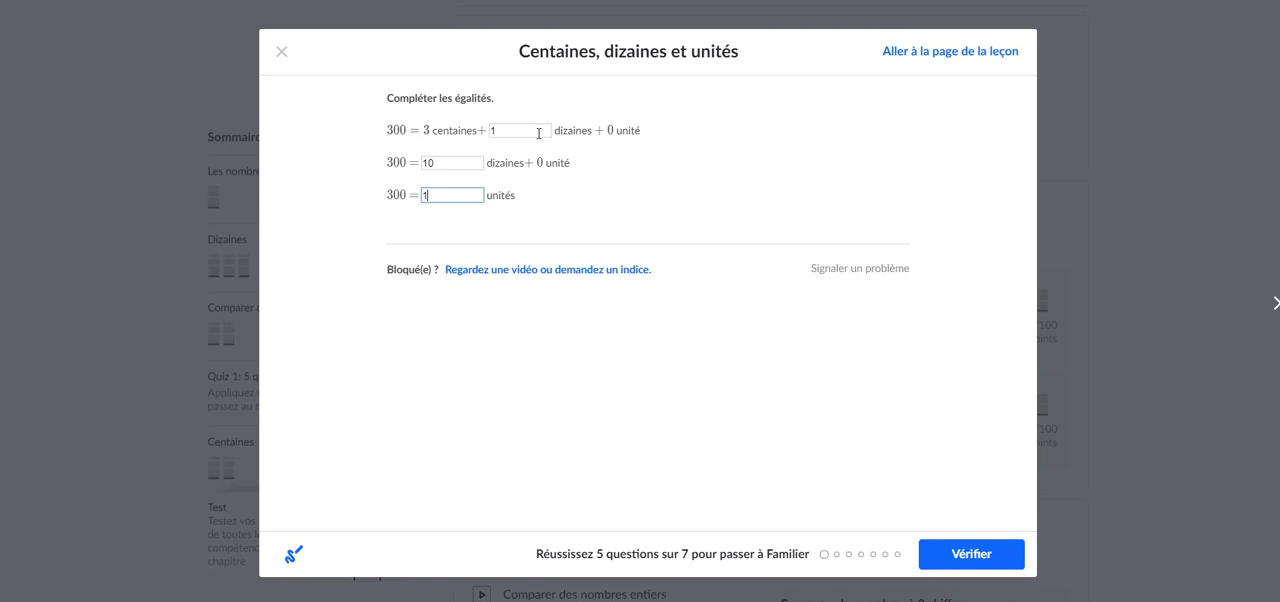 Centaines, dizaines et unités
Aller à la page de la leçon
Compléter les égalités.
300 = 3 centaines+ 1 dizaines + 0 unité
300 = 10 dizaines+ 0 unité
300 = 1 unités
Bloqué(e) ? Regardez une vidéo ou demandez un indice.
Signaler un problème
Réussissez 5 questions sur 7 pour passer à Familier
Vérifier
Sommaire
Les nombre
Dizaines
Comparer
Quiz 1: 5 q
Appliquez
passez au
Centaines
Test
Testez vos
de toutes
compétenc
chapitre
/100
oints
/100
oints
Comparer des nombres entiers